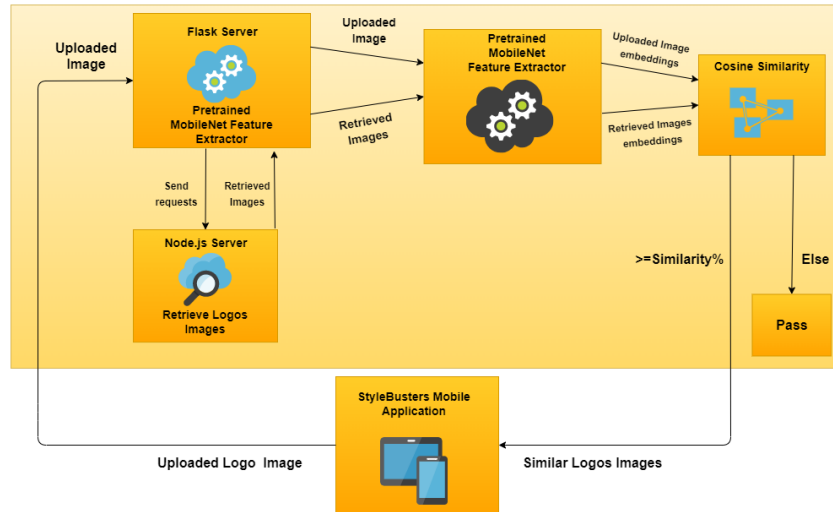 Uploaded
Image
Flask Server
Pretrained
MobileNet Feature
Extractor
Uploaded
Image
Retrieved
Images
Pretrained
MobileNet
Feature Extractor
Uploaded Image
embeddings
Retrieved Images
embeddings
Cosine Similarity
Send
requests
Retrieved
Images
Node.js Server
Retrieve Logos
Images
>=Similarity%
Else
Pass
StyleBusters Mobile
Application
Uploaded Logo Image
Similar Logos Images